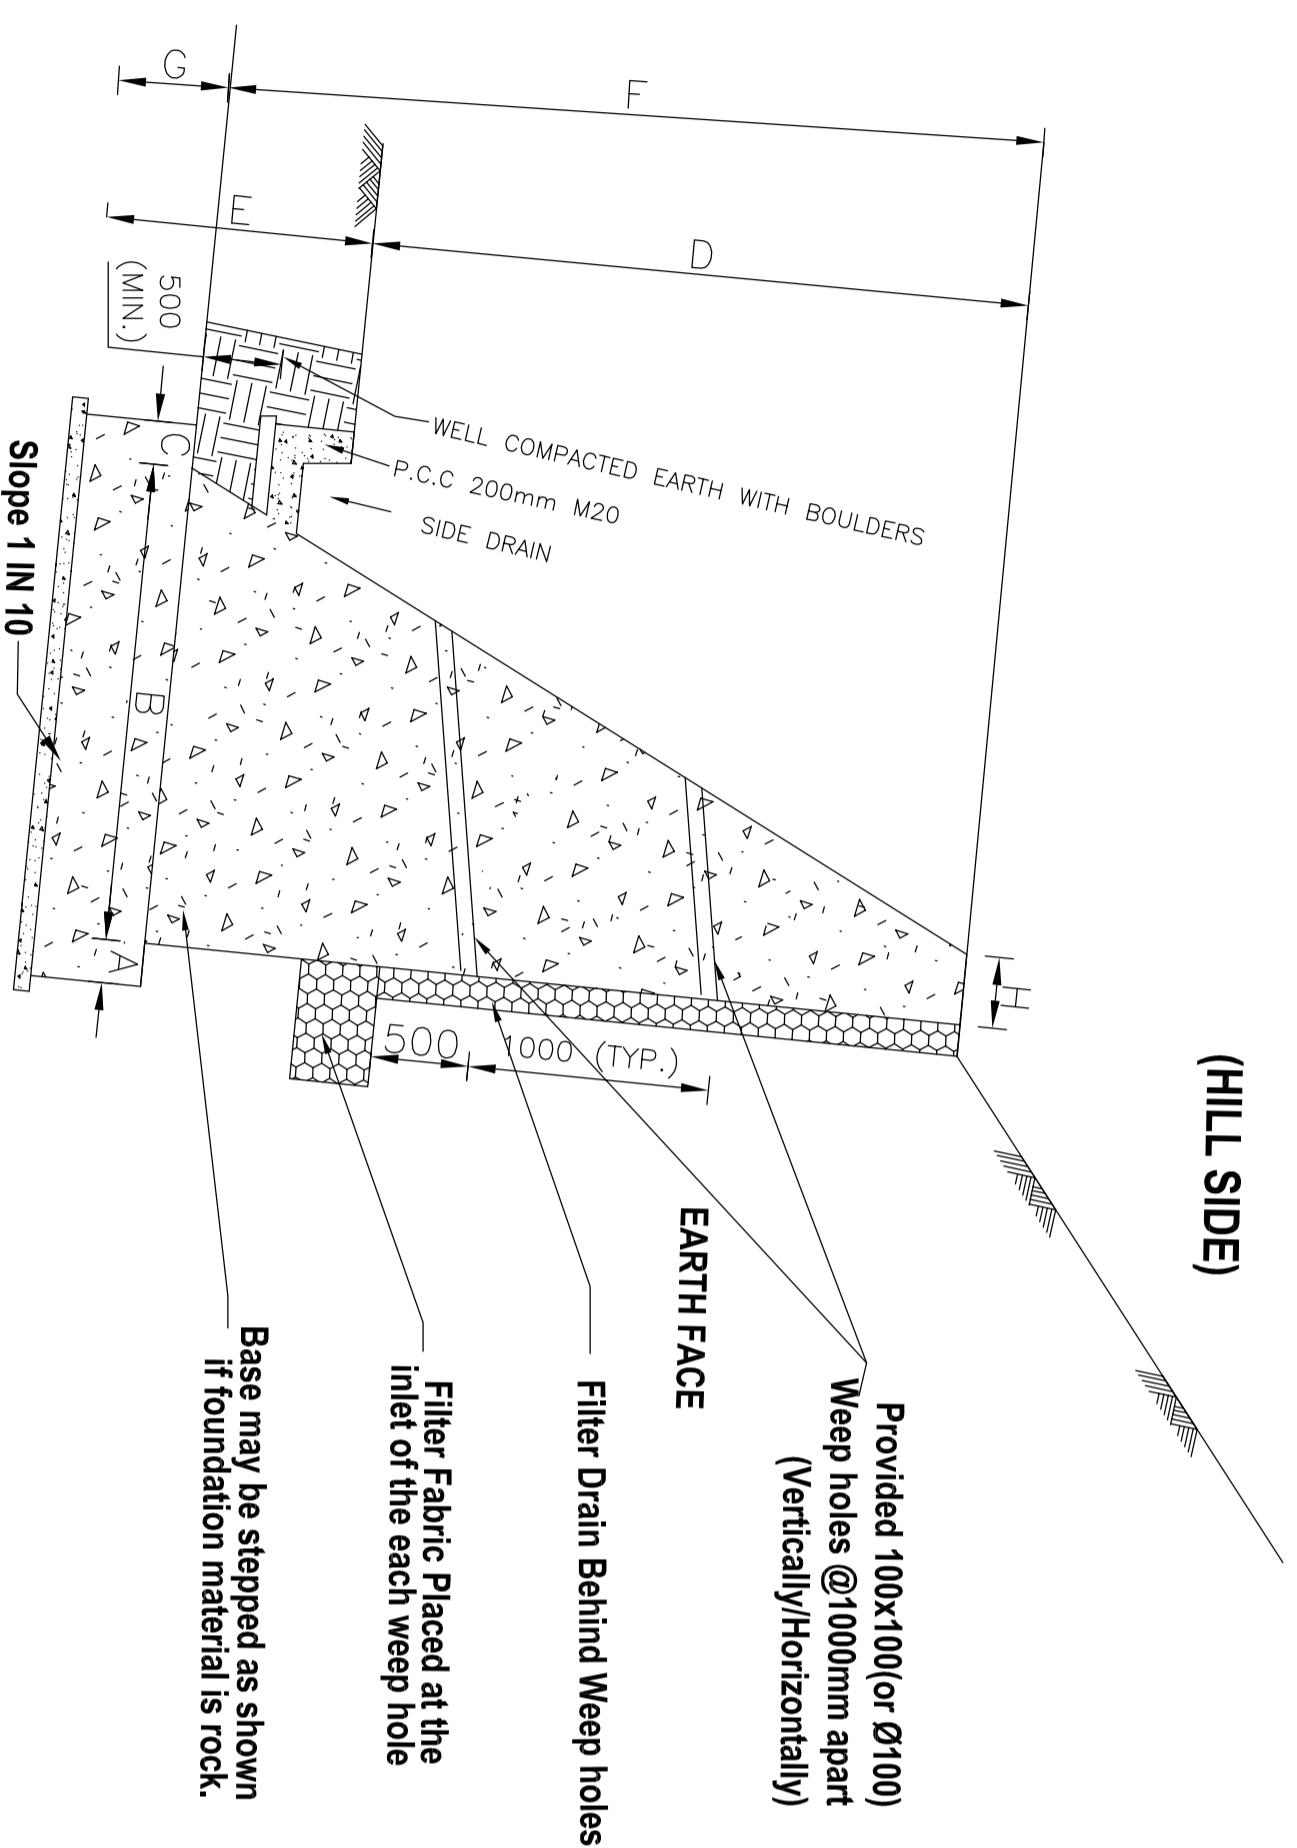 G
F
E
D
500
(MIN.)
WELL COMPACTED EARTH WITH BOULDERS
P.C.C 200mm M20
SIDE DRAIN
C
B
A
Slope 1 IN 10
H
500
1000 (TYP.)
(HILL SIDE)
EARTH FACE
Provided 100x100(or Ø100)
Weep holes @1000mm apart
(Vertically/Horizontally)
Filter Drain Behind Weep holes
Filter Fabric Placed at the
inlet of the each weep hole
Base may be stepped as shown
if foundation material is rock.